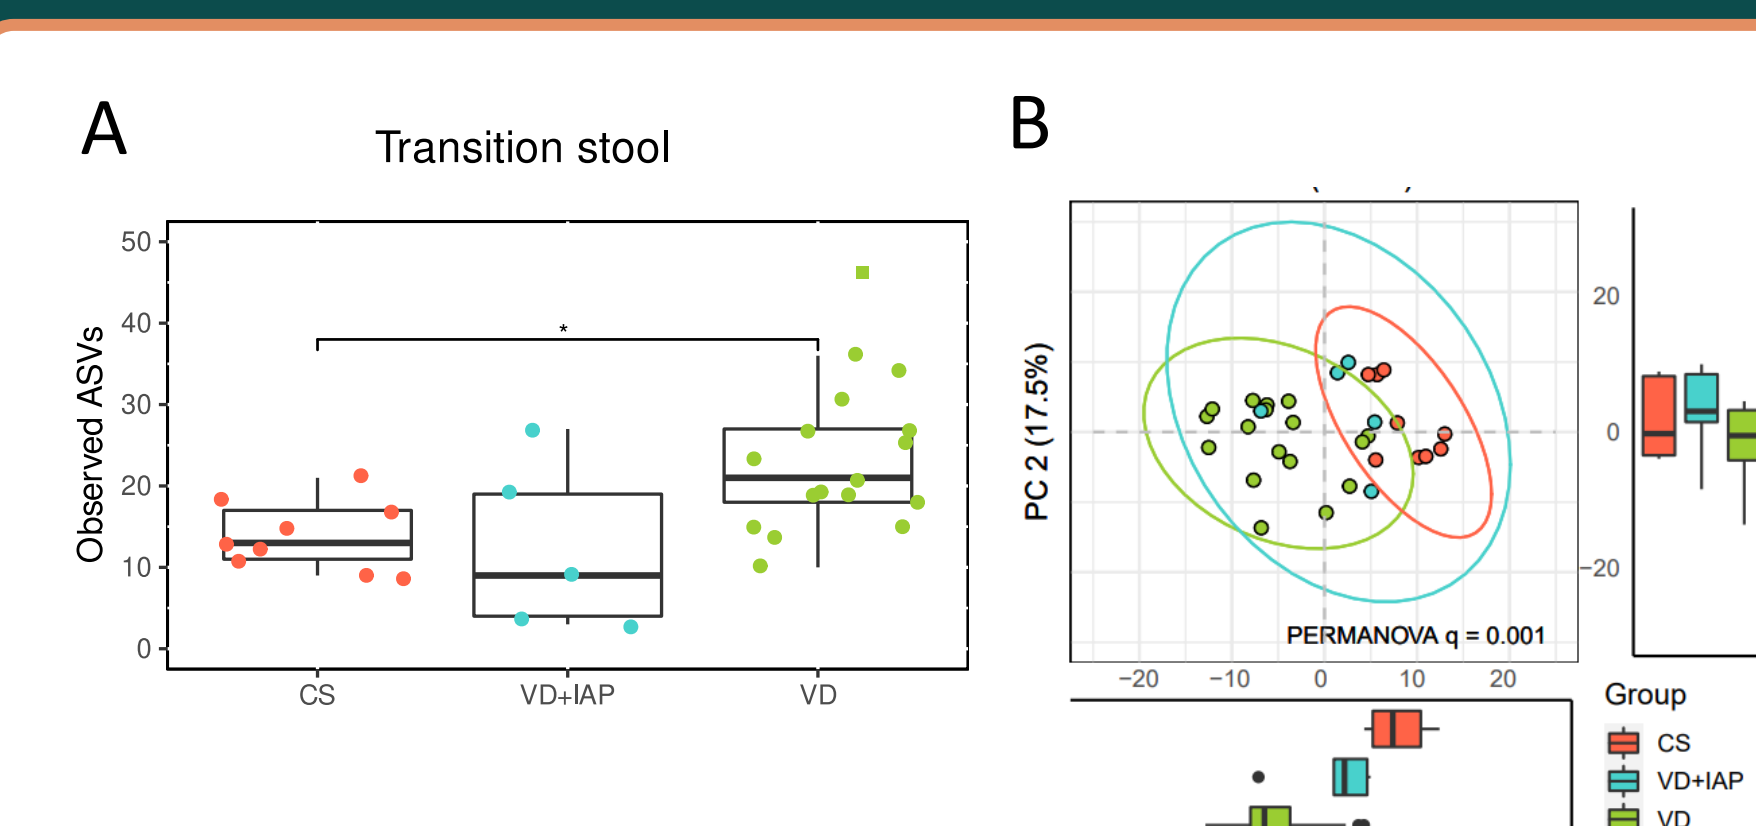 A
Transition stool
Observed ASVs
50
40
30
20
10
0
*
CS
VD+IAP
VD
B
PC 2 (17.5%)
PERMANOVA q = 0.001
−20
−10
0
10
20
20
0
−20
Group
CS
VD+IAP
VD